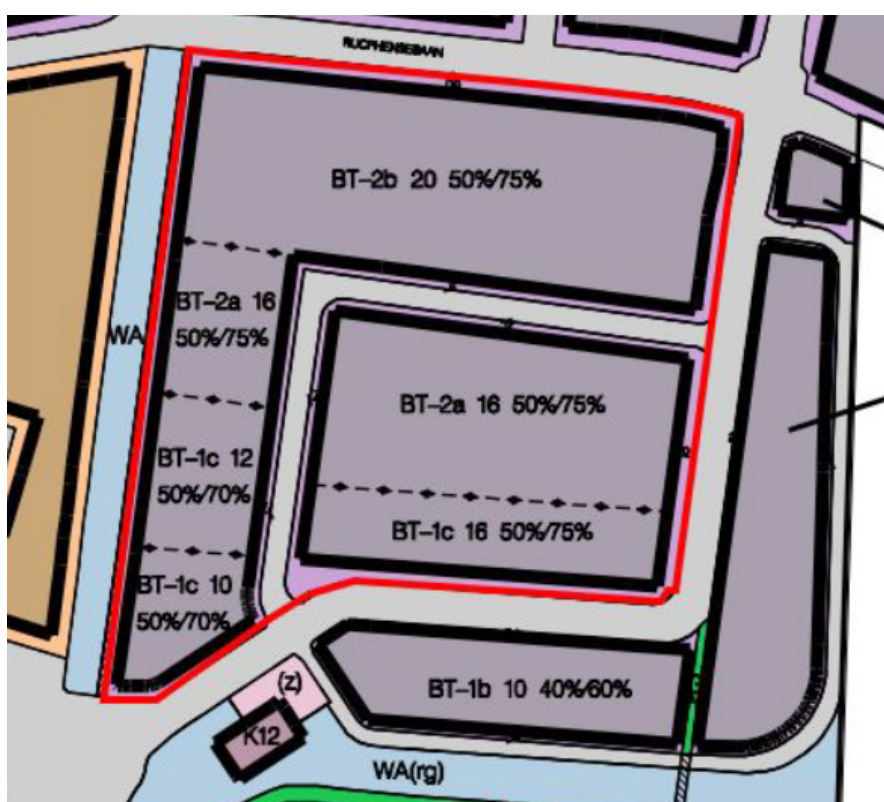 RUCPHENSEBAAN
BT-2b 20 50%/75%
BT-2a 16
50%/75%
WA
BT-2a 16 50%/75%
BT-1c 12
50%/70%
BT-1c 16 50%/75%
BT-1c 10
50%/70%
BT-1b 10 40%/60%
(z)
K12
WA(rg)